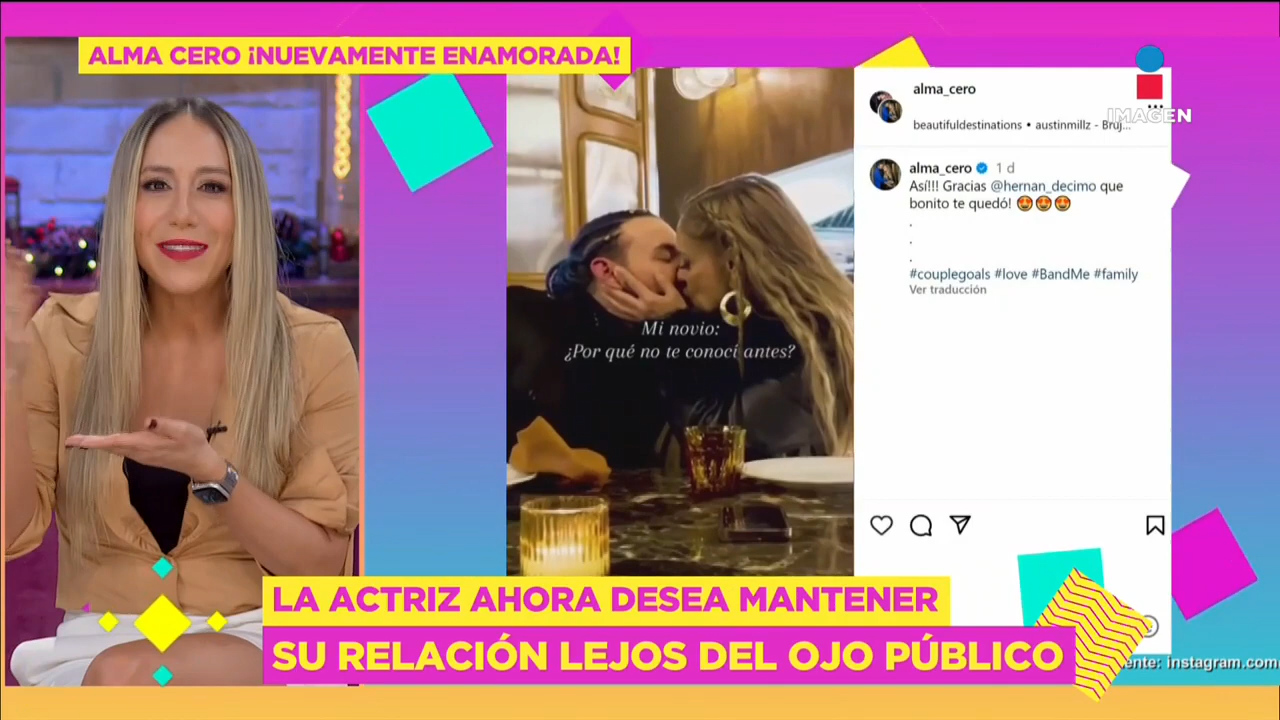 ALMA CERO ¡NUEVAMENTE ENAMORADA!
IMAGEN
alma_cero
beautifuldestinations • austinmillz - Bruj...
alma_cero 1 d
Así!!! Gracias @hernan_decimo que
bonito te quedó! 😍😍😍
.
.
.
#couplegoals #love #BandMe #family
Ver traducción
Mi novio:
¿Por qué no te conocí antes?
LA ACTRIZ AHORA DESEA MANTENER
SU RELACIÓN LEJOS DEL OJO PÚBLICO
ente: instagram.com